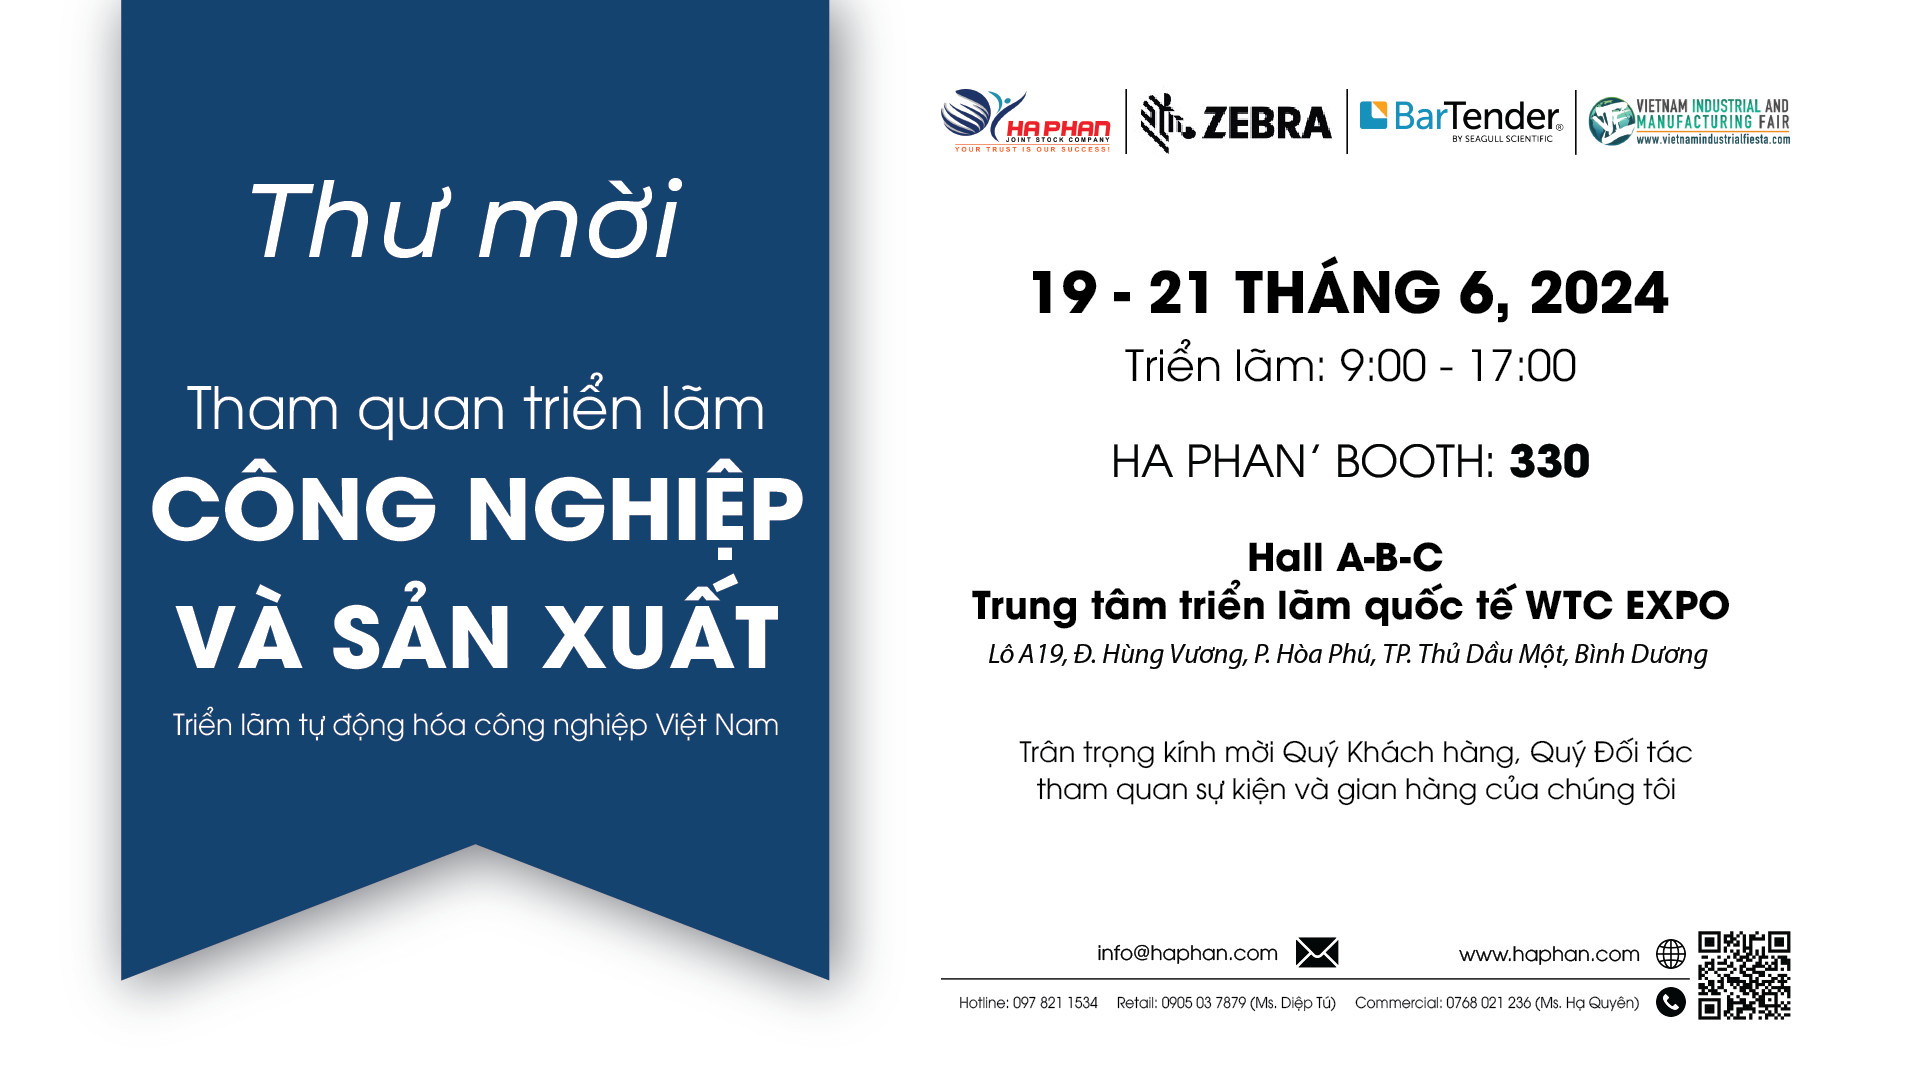 Thư mời
Tham quan triển lãm
CÔNG NGHIỆP
VÀ SẢN XUẤT
Triển lãm tự động hóa công nghiệp Việt Nam
HA PHAN
JOINT STOCK COMPANY
YOUR TRUST IS OUR SUCCESS!
ZEBRA
BarTender®
BY SEAGULL SCIENTIFIC
VIETNAM INDUSTRIAL AND
MANUFACTURING FAIR
www.vietnamindustrialfiesta.com
19 - 21 THÁNG 6, 2024
Triển lãm: 9:00 - 17:00
HA PHAN’ BOOTH: 330
Hall A-B-C
Trung tâm triển lãm quốc tế WTC EXPO
Lô A19, Đ. Hùng Vương, P. Hòa Phú, TP. Thủ Dầu Một, Bình Dương
Trân trọng kính mời Quý Khách hàng, Quý Đối tác
tham quan sự kiện và gian hàng của chúng tôi
info@haphan.com
www.haphan.com
Hotline: 097 821 1534 Retail: 0905 03 7879 (Ms. Diệp Tú) Commercial: 0768 021 236 (Ms. Hạ Quyên)